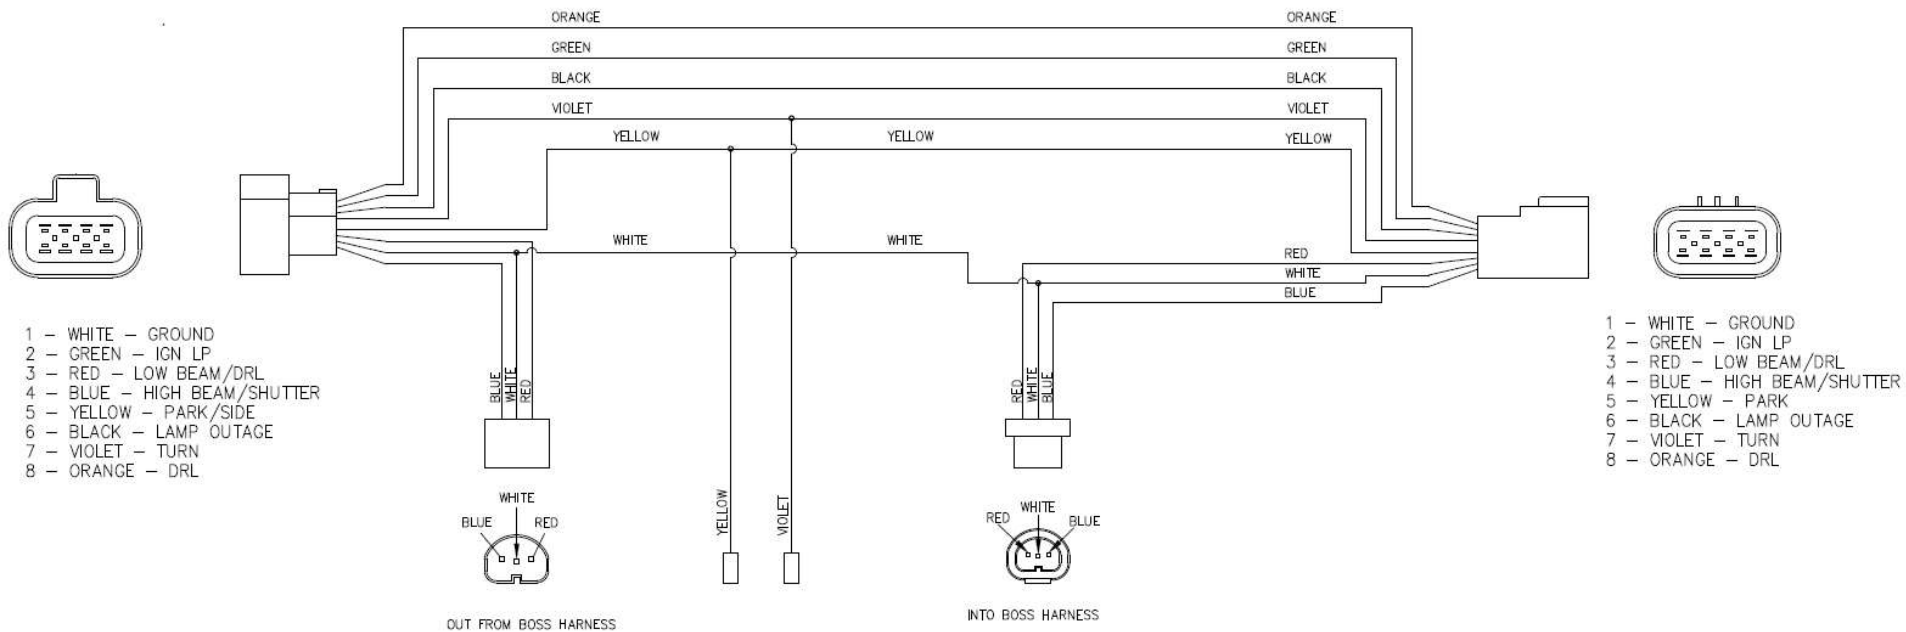 ORANGE ORANGE
GREEN GREEN
BLACK BLACK
VIOLET VIOLET
YELLOW YELLOW YELLOW
WHITE WHITE
RED
WHITE
BLUE
1 – WHITE – GROUND
2 – GREEN – IGN LP
3 – RED – LOW BEAM/DRL
4 – BLUE – HIGH BEAM/SHUTTER
5 – YELLOW – PARK/SIDE
6 – BLACK – LAMP OUTAGE
7 – VIOLET – TURN
8 – ORANGE – DRL
1 – WHITE – GROUND
2 – GREEN – IGN LP
3 – RED – LOW BEAM/DRL
4 – BLUE – HIGH BEAM/SHUTTER
5 – YELLOW – PARK
6 – BLACK – LAMP OUTAGE
7 – VIOLET – TURN
8 – ORANGE – DRL
BLUE
WHITE
RED
RED
WHITE
BLUE
WHITE
BLUE RED
YELLOW
VIOLET
WHITE
RED BLUE
OUT FROM BOSS HARNESS
INTO BOSS HARNESS